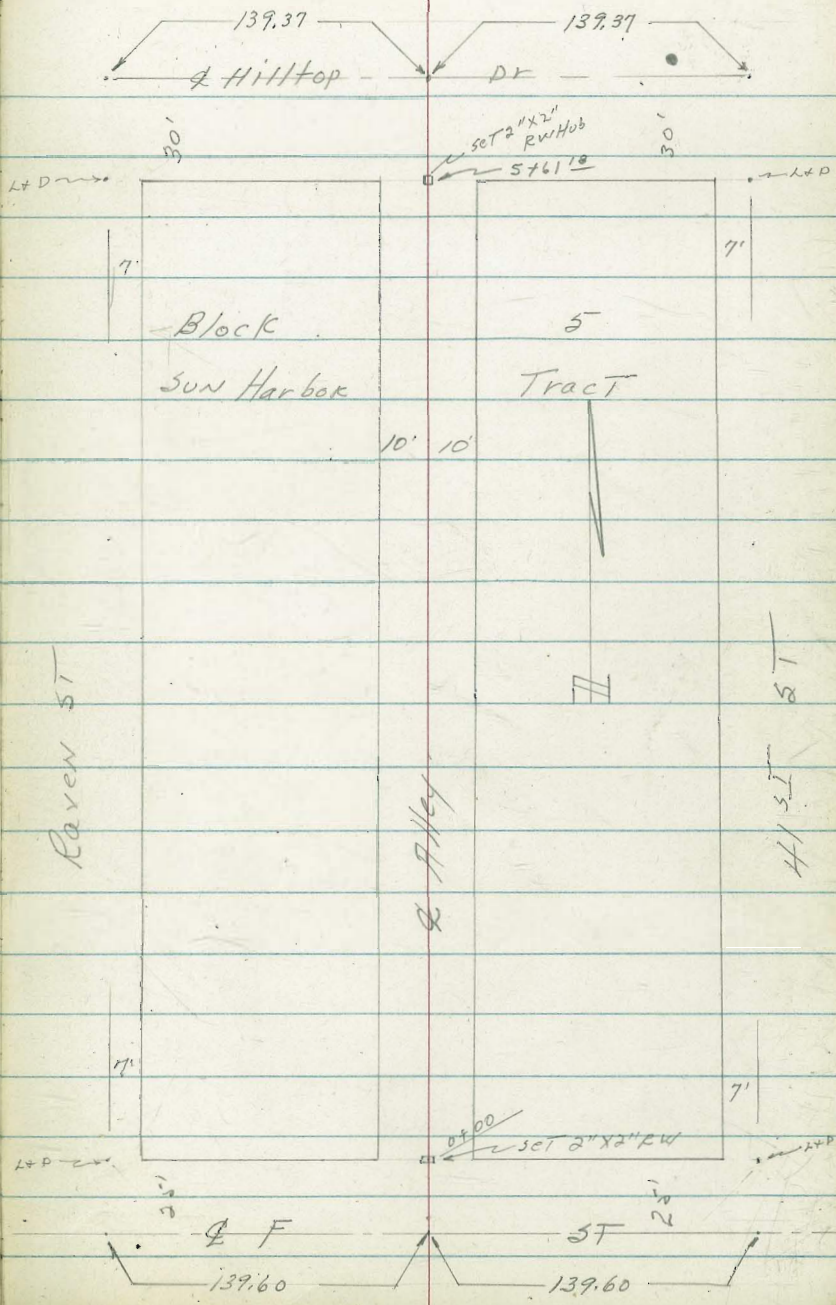 139.37 139.37
℄ Hilltop Dr
30' 30'
SET 2"X2"
RW Hub
5+61 18
L+D L+D
7' 7'
Block 5
SUN Harbor Tract
10' 10'
Raven ST
℄ Alley
41 ST ST
7' 7'
0+00
SET 2"X2" RW
L+D L+D
25' 25'
℄ F ST
139.60 139.60